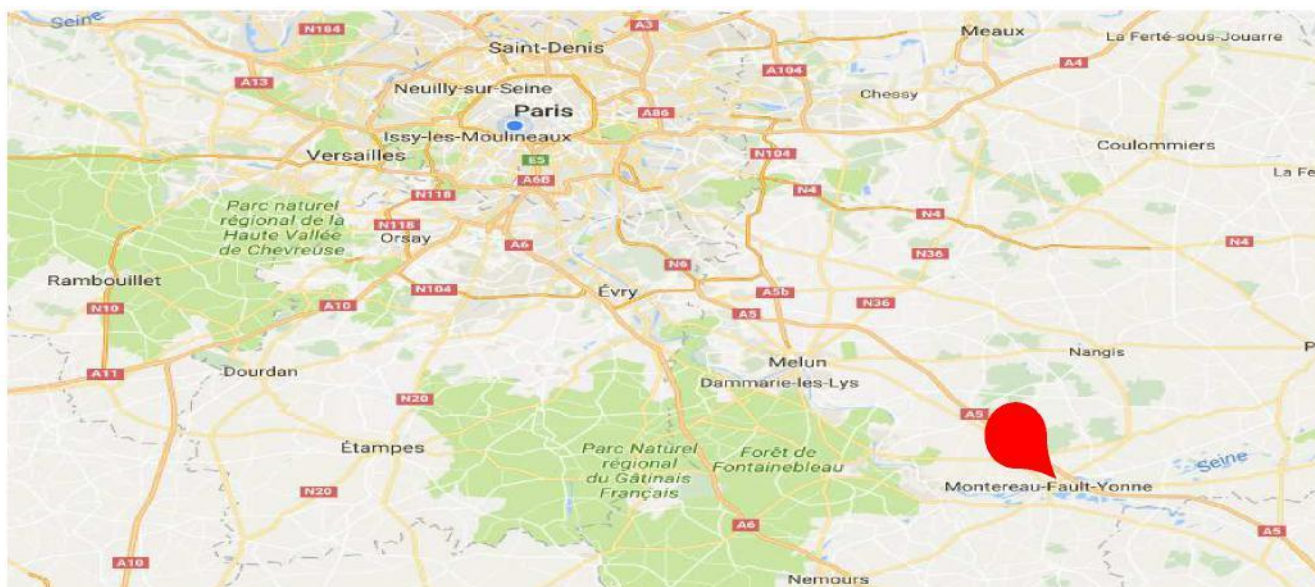 Seine
N184
A3
Meaux
La Ferté-sous-Jouarre
Saint-Denis
A13
A104
A4
Neuilly-sur-Seine
Chessy
Paris
A86
Issy-les-Moulineaux
Versailles
E5
N104
Coulommiers
A6B
La Fe
N118
N4
Parc naturel
régional de la
Haute Vallée
de Chevreuse
N118
Orsay
A6
N4
N4
N36
N6
Rambouillet
N104
Évry
A5b
N10
A10
N36
A5
Nangis
P
Melun
A11
Dourdan
Dammarie-les-Lys
N20
A5
Étampes
Parc Naturel
régional
du Gâtinais
Français
Forêt de
Fontainebleau
Seine
N20
Montereau-Fault-Yonne
A6
A5
A10
Nemours